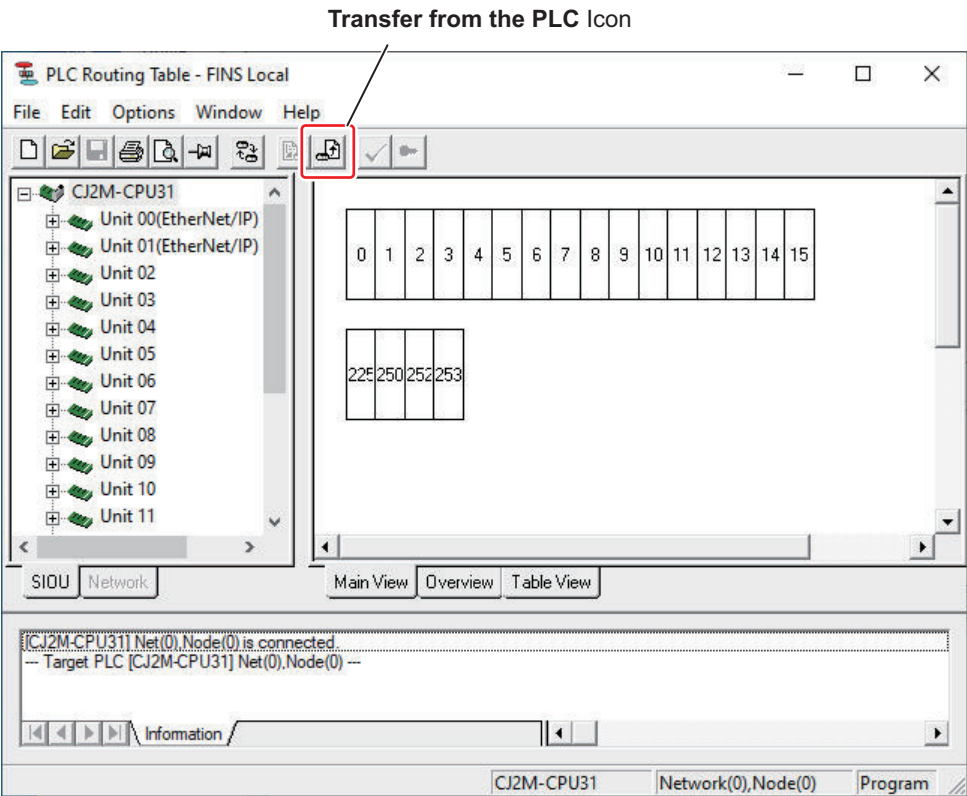 Transfer from the PLC Icon
PLC Routing Table - FINS Local
File Edit Options Window Help
CJ2M-CPU31
Unit 00(EtherNet/IP)
Unit 01(EtherNet/IP)
Unit 02
Unit 03
Unit 04
Unit 05
Unit 06
Unit 07
Unit 08
Unit 09
Unit 10
Unit 11
0 1 2 3 4 5 6 7 8 9 10 11 12 13 14 15
225 250 252 253
SIOU Network
Main View Overview Table View
[CJ2M-CPU31] Net(0),Node(0) is connected.
--- Target PLC [CJ2M-CPU31] Net(0),Node(0) ---
Information
CJ2M-CPU31 Network(0),Node(0) Program